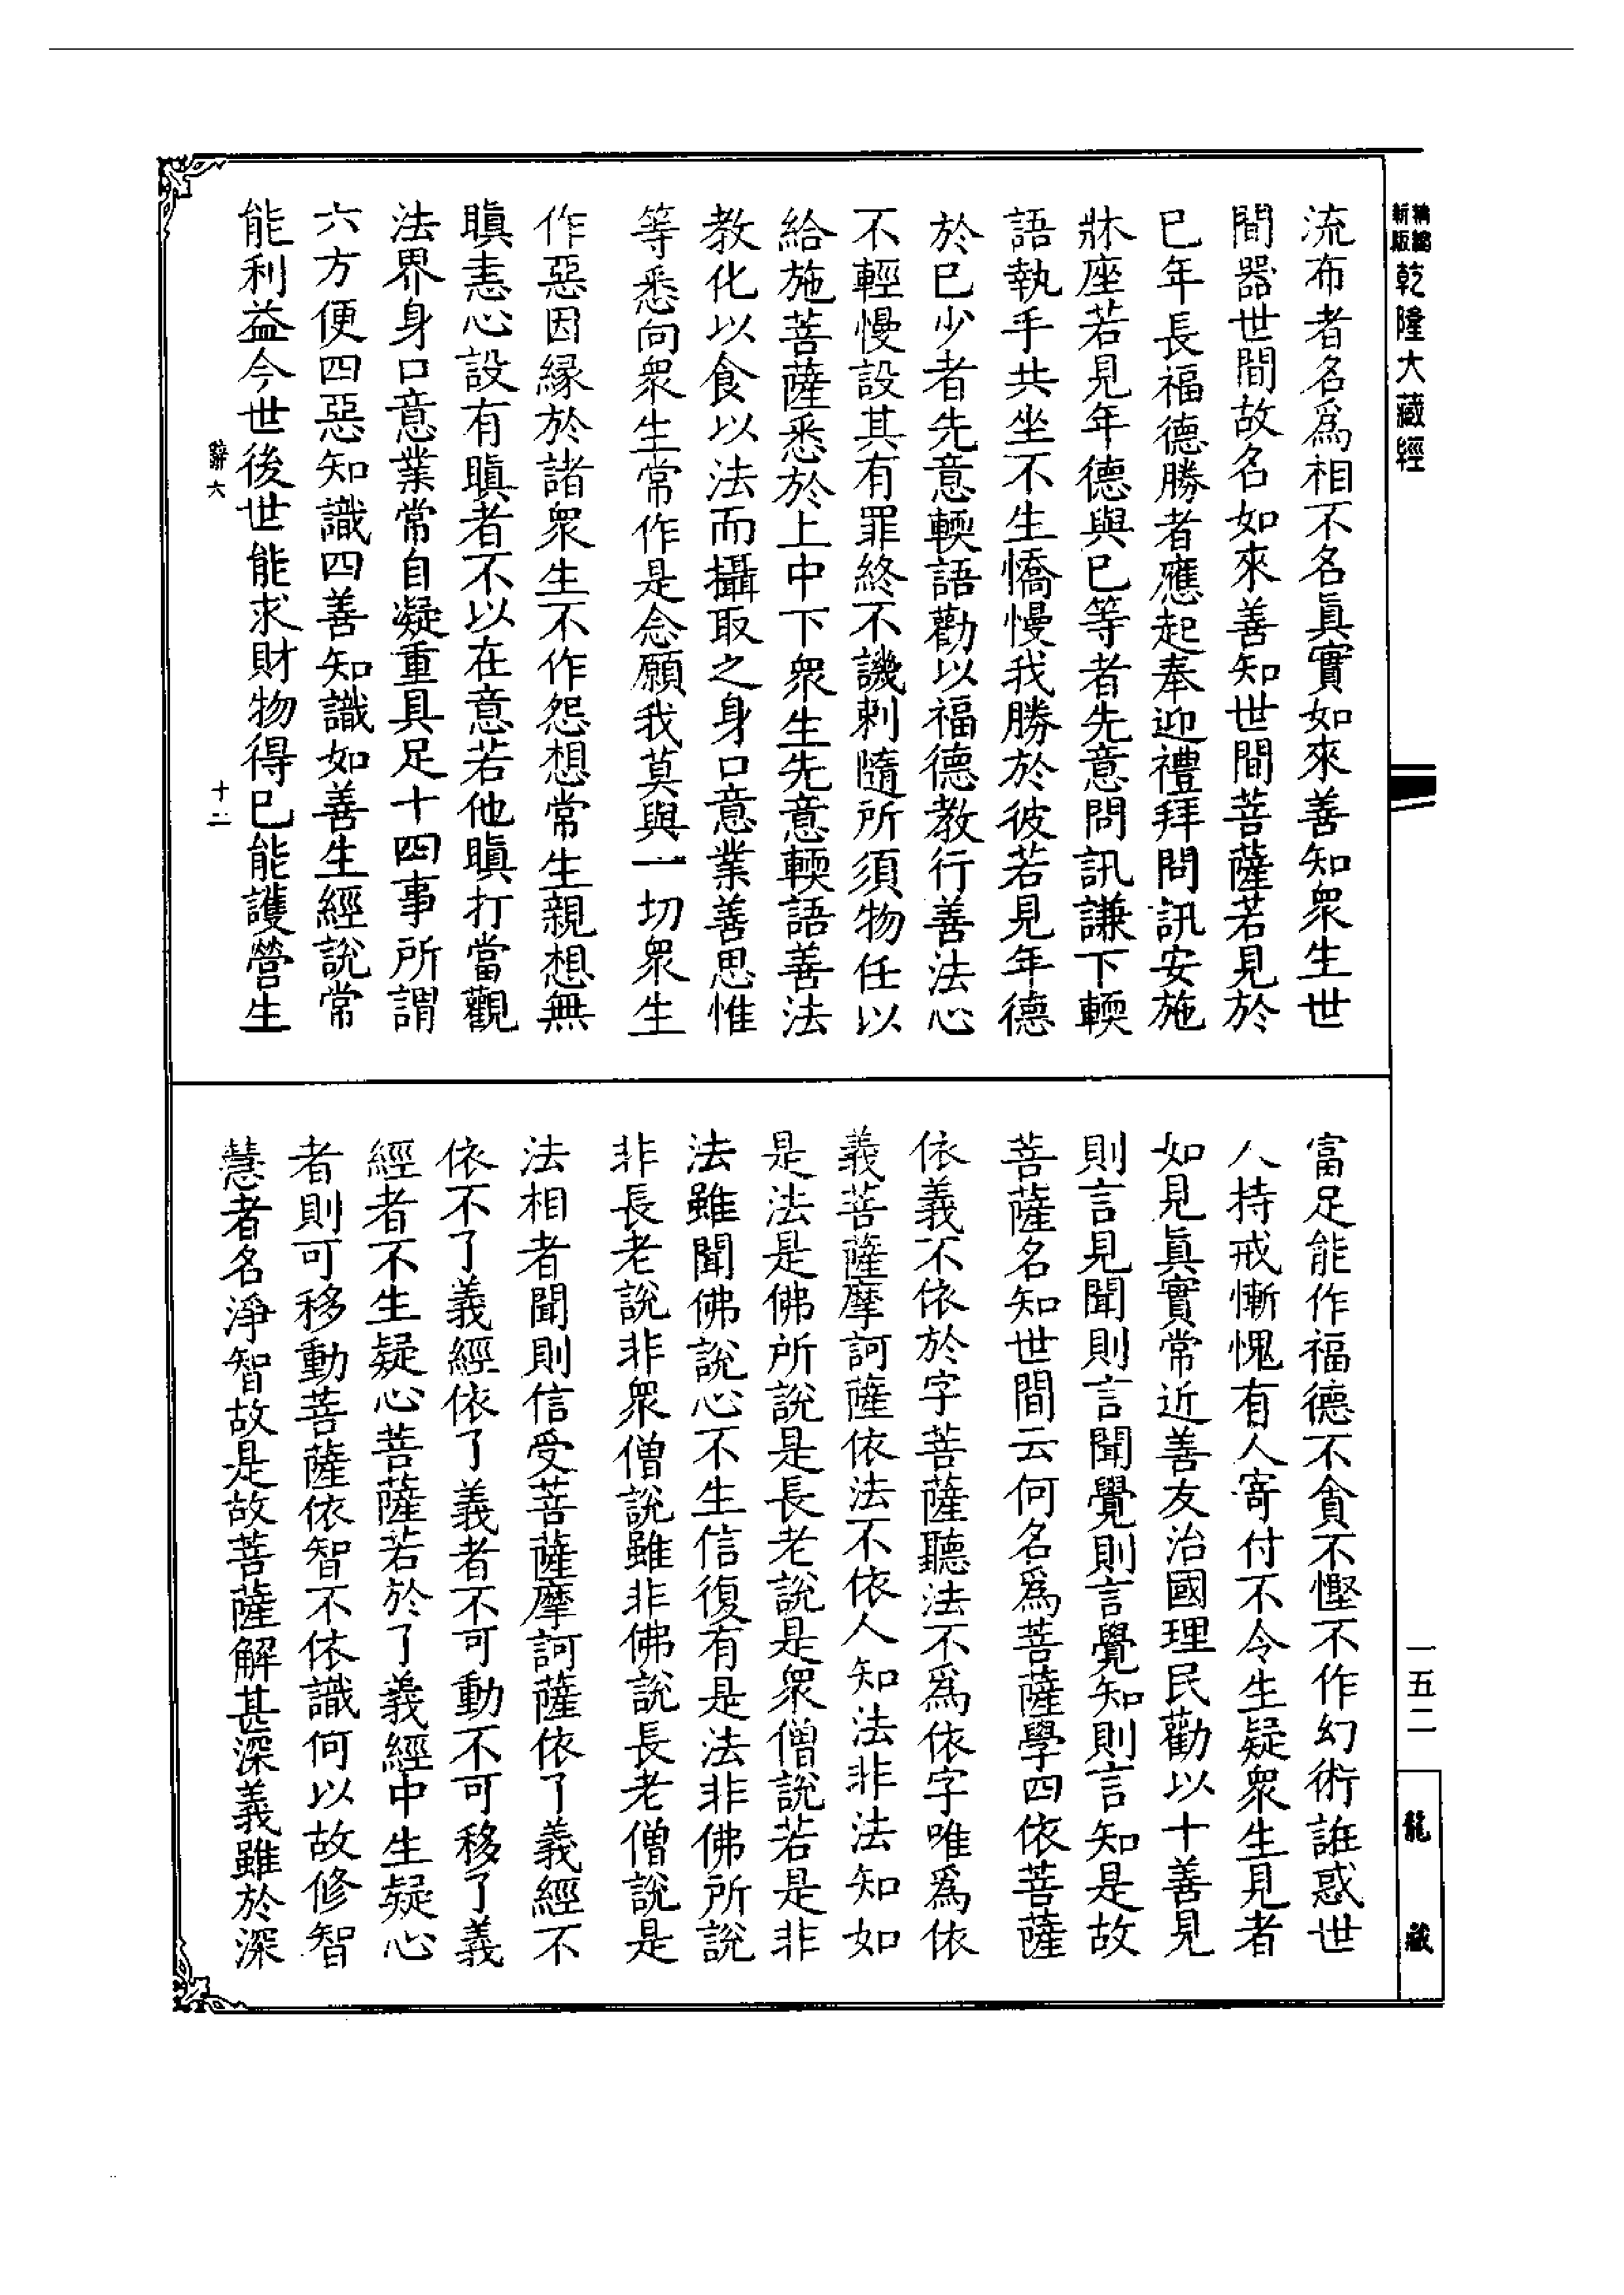 新編縮版
乾隆大藏經
流布者名爲相不名眞實如來善知衆生世
間器世間故名如來善知世間菩薩若見於
已年長福德勝者應起奉迎禮拜問訊安施
牀座若見年德與已等者先意問訊謙下輭
語執手共坐不生憍慢我勝於彼若見年德
於已少者先意輭語勸以福德教行善法心
不輕慢設其有罪終不譏刺隨所須物任以
給施菩薩悉於上中下衆生先意輭語善法
教化以食以法而攝取之身口意業善思惟
等悉向衆生常作是念願我莫與一切衆生
作惡因緣於諸衆生不作怨想常生親想無
瞋恚心設有瞋者不以在意若他瞋打當觀
法界身口意業常自凝重具足十四事所謂
六方便四惡知識四善知識如善生經說常
能利益今世後世能求財物得已能護營生
六
十二
富足能作福德不貪不慳不作幻術誑惑世
人持戒慚愧有人寄付不令生疑衆生見者
如見眞實常近善友治國理民勸以十善見
則言見聞則言聞覺則言覺知則言知是故
菩薩名知世間云何名爲菩薩學四依菩薩
依義不依於字菩薩聽法不爲依字唯爲依
義菩薩摩訶薩依法不依人知法非法知如
是法是佛所說是長老說是衆僧說若是非
法雖聞佛說心不生信復有是法非佛所說
非長老說非衆僧說雖非佛說長老僧說是
法相者聞則信受菩薩摩訶薩依了義經不
依不了義經依了義者不可動不可移了義
經者不生疑心菩薩若於了義經中生疑心
者則可移動菩薩依智不依識何以故修智
慧者名淨智故是故菩薩解甚深義雖於深
一五二
龍藏